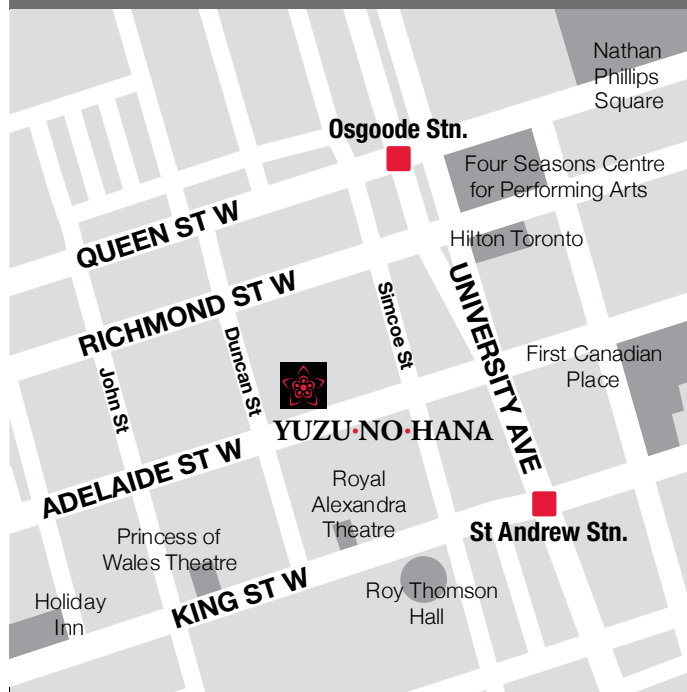 Nathan
Phillips
Square
Osgoode Stn.
Four Seasons Centre
for Performing Arts
QUEEN ST W
Hilton Toronto
RICHMOND ST W
Simcoe St
UNIVERSITY AVE
Duncan St
John St
First Canadian
Place
YUZU·NO·HANA
ADELAIDE ST W
Royal
Alexandra
Theatre
St Andrew Stn.
Princess of
Wales Theatre
KING ST W
Roy Thomson
Hall
Holiday
Inn